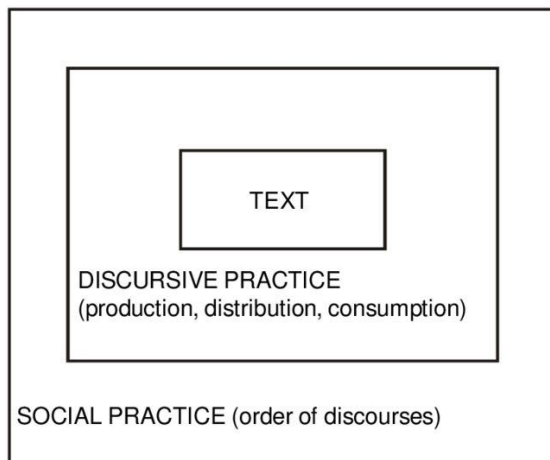 TEXT
DISCURSIVE PRACTICE
(production, distribution, consumption)
SOCIAL PRACTICE (order of discourses)